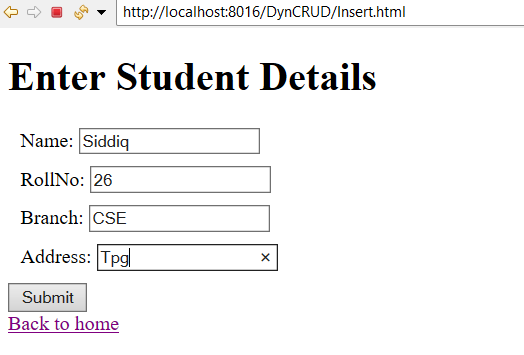 http://localhost:8016/DynCRUD/Insert.html
Enter Student Details
Name: Siddiq
RollNo: 26
Branch: CSE
Address: Tpg
Submit
Back to home